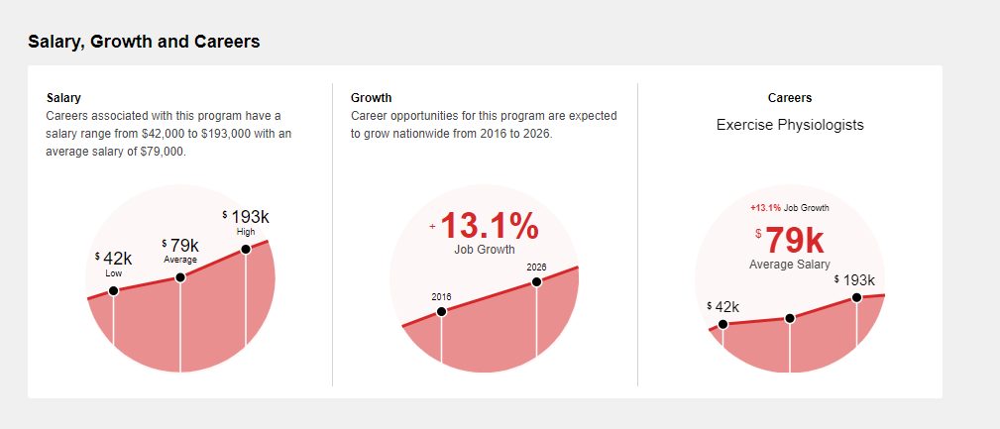 Salary, Growth and Careers
Salary
Careers associated with this program have a
salary range from $42,000 to $193,000 with an
average salary of $79,000.
$ 193k
High
$ 79k
Average
$ 42k
Low
Growth
Career opportunities for this program are expected
to grow nationwide from 2016 to 2026.
+ 13.1%
Job Growth
2026
2016
Careers
Exercise Physiologists
+13.1% Job Growth
$ 79k
Average Salary
$ 193k
$ 42k